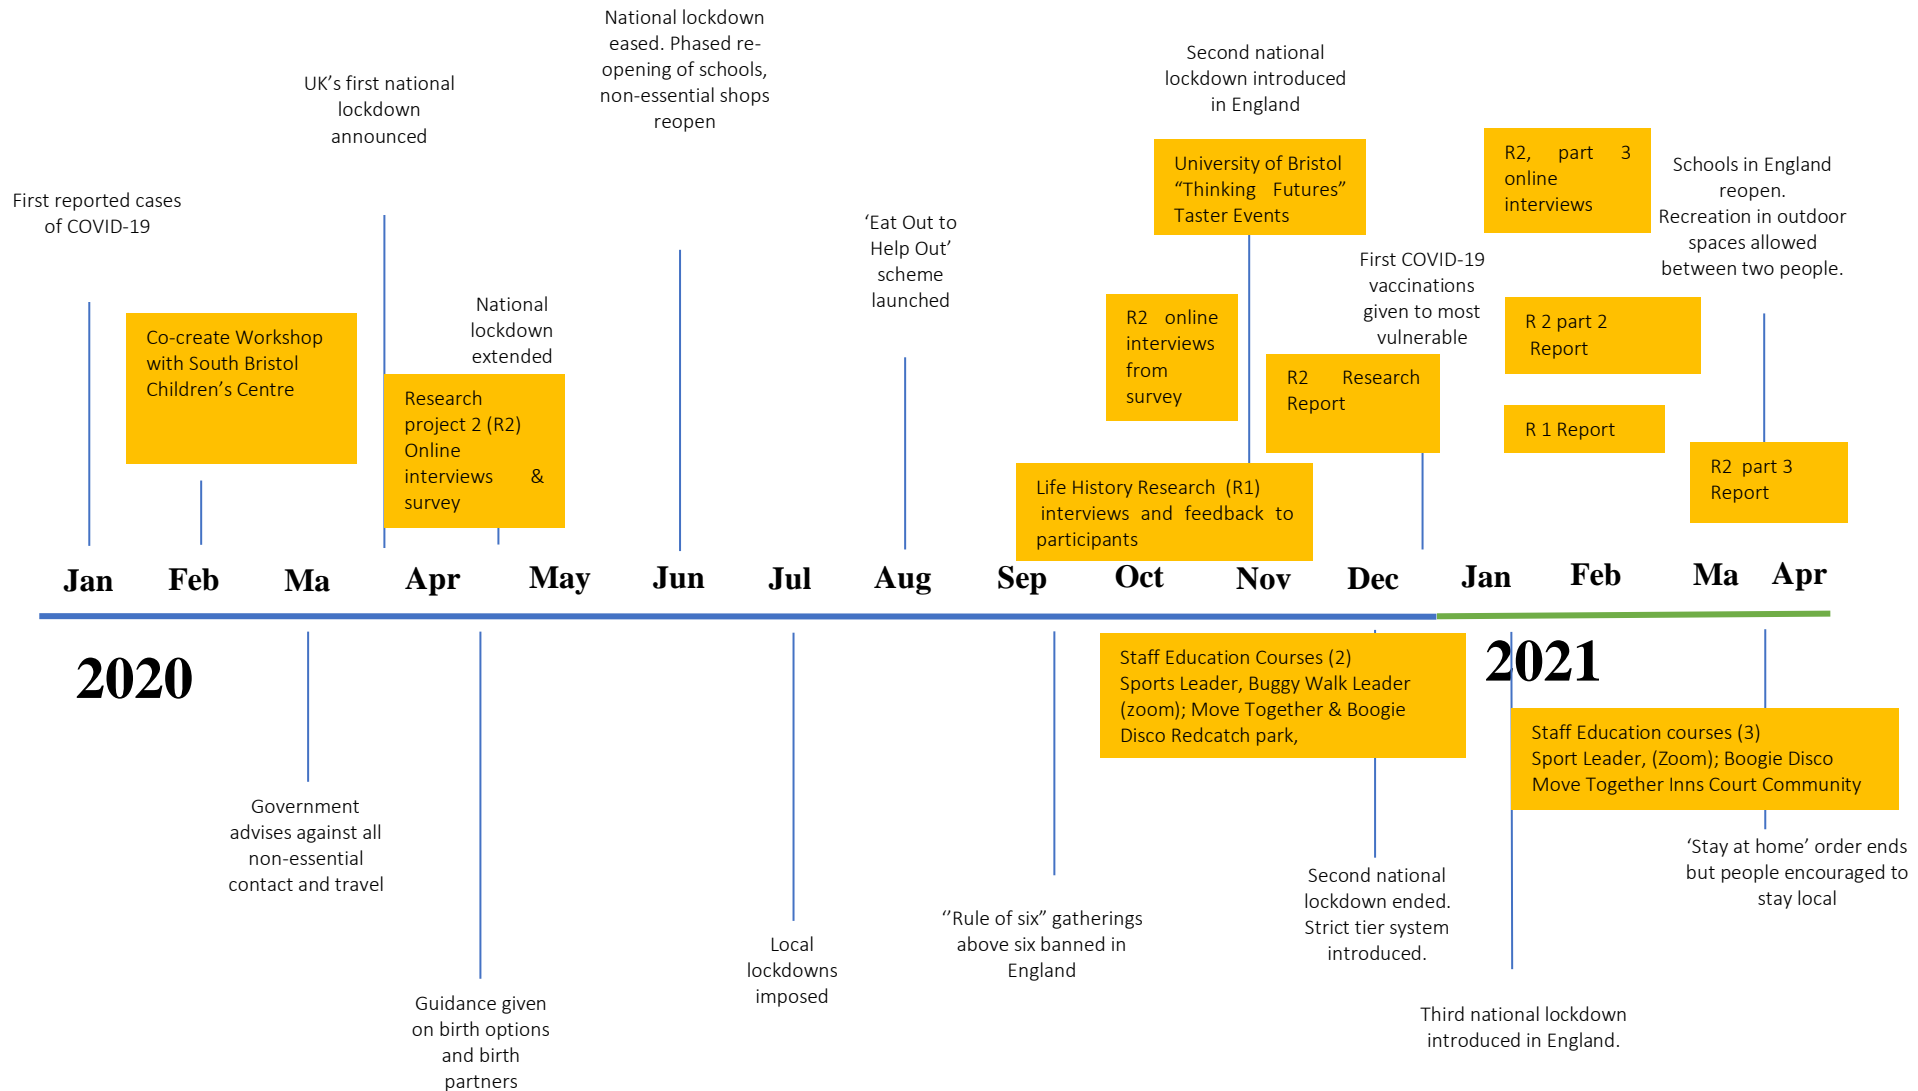 National lockdown
eased. Phased re-
opening of schools,
non-essential shops
reopen
Second national
lockdown introduced
in England
UK's first national
lockdown
announced
University of Bristol
“Thinking Futures”
Taster Events
R2, part 3
online
interviews
Schools in England
reopen.
Recreation in outdoor
spaces allowed
between two people.
First reported cases
of COVID-19
‘Eat Out to
Help Out’
scheme
launched
First COVID-19
vaccinations
given to most
vulnerable
National
lockdown
extended
Co-create Workshop
with South Bristol
Children’s Centre
R2 online
interviews
from
survey
R 2 part 2
Report
Research
project 2 (R2)
Online
interviews &
survey
R2 Research
Report
R 1 Report
R2 part 3
Report
Life History Research (R1)
interviews and feedback to
participants
Jan Feb Ma Apr May Jun Jul Aug Sep Oct Nov Dec Jan Feb Ma Apr
2020
2021
Staff Education Courses (2)
Sports Leader, Buggy Walk Leader
(zoom); Move Together & Boogie
Disco Redcatch park,
Staff Education courses (3)
Sport Leader, (Zoom); Boogie Disco
Move Together Inns Court Community
Government
advises against all
non-essential
contact and travel
‘Stay at home’ order ends
but people encouraged to
stay local
Second national
lockdown ended.
Strict tier system
introduced.
‘’Rule of six” gatherings
above six banned in
England
Local
lockdowns
imposed
Guidance given
on birth options
and birth
partners
Third national lockdown
introduced in England.